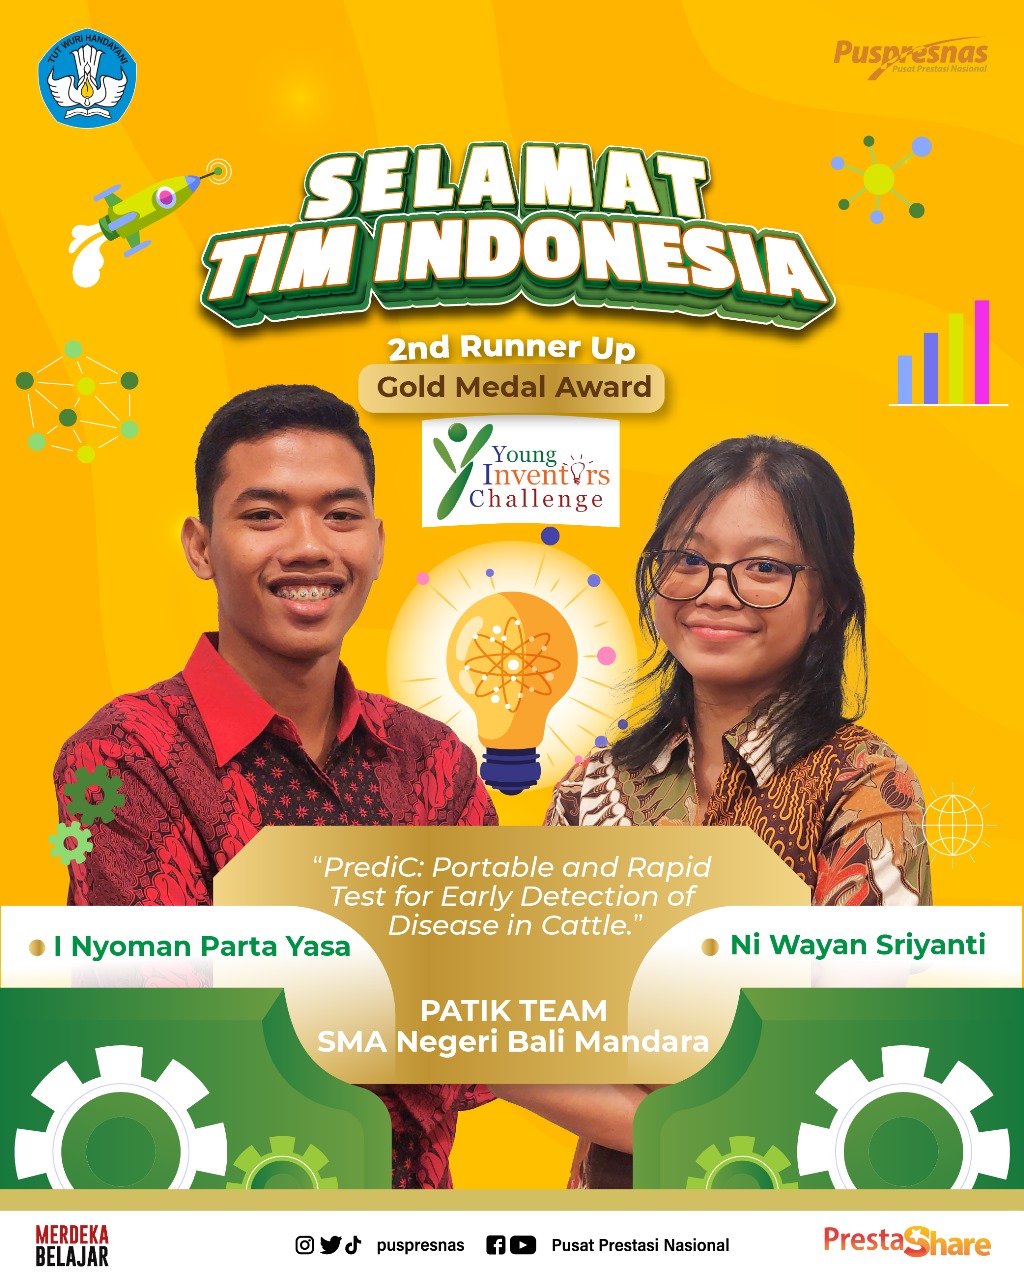 TUT WURI HANDAYANI
Puspresnas
Pusat Prestasi Nasional
SELAMAT
TIM INDONESIA
2nd Runner Up
Gold Medal Award
Young
Inventors
Challenge
“PrediC: Portable and Rapid
Test for Early Detection of
Disease in Cattle.”
I Nyoman Parta Yasa
Ni Wayan Sriyanti
PATIK TEAM
SMA Negeri Bali Mandara
MERDEKA
BELAJAR
puspresnas
Pusat Prestasi Nasional
PrestaShare